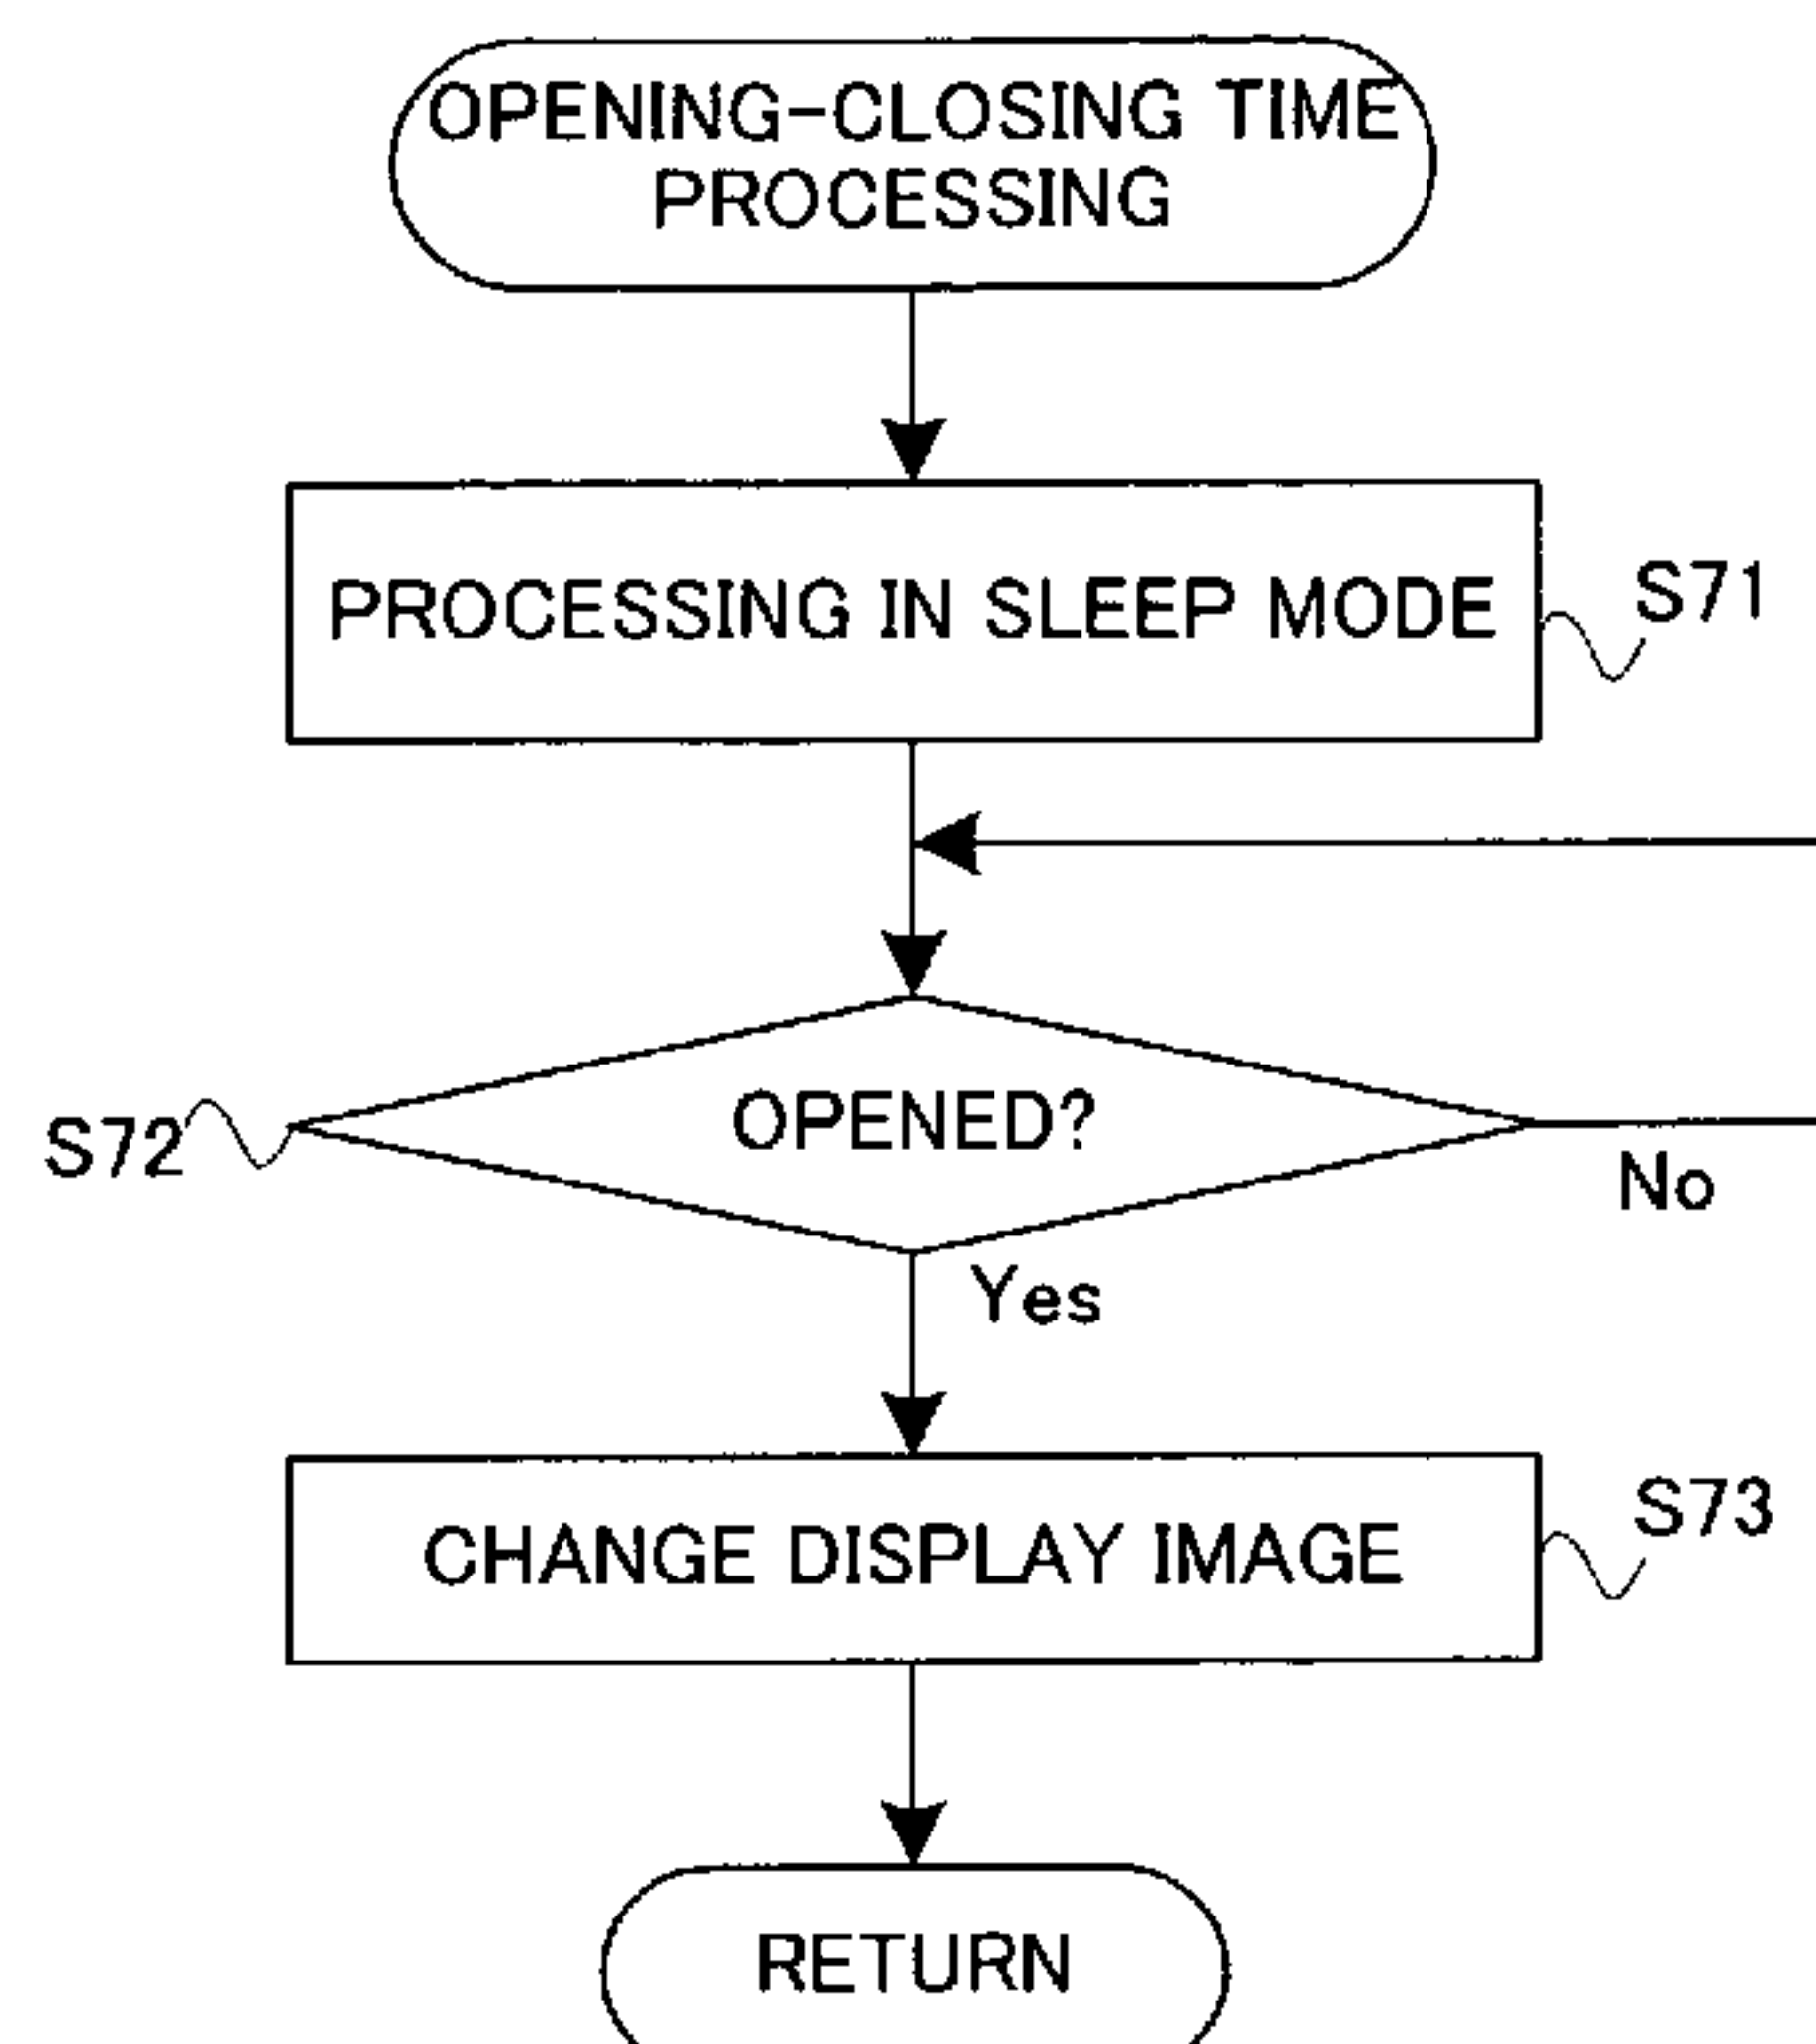 OPENING-CLOSING TIME
PROCESSING
PROCESSING IN SLEEP MODE
S71
OPENED?
S72
No
Yes
CHANGE DISPLAY IMAGE
S73
RETURN